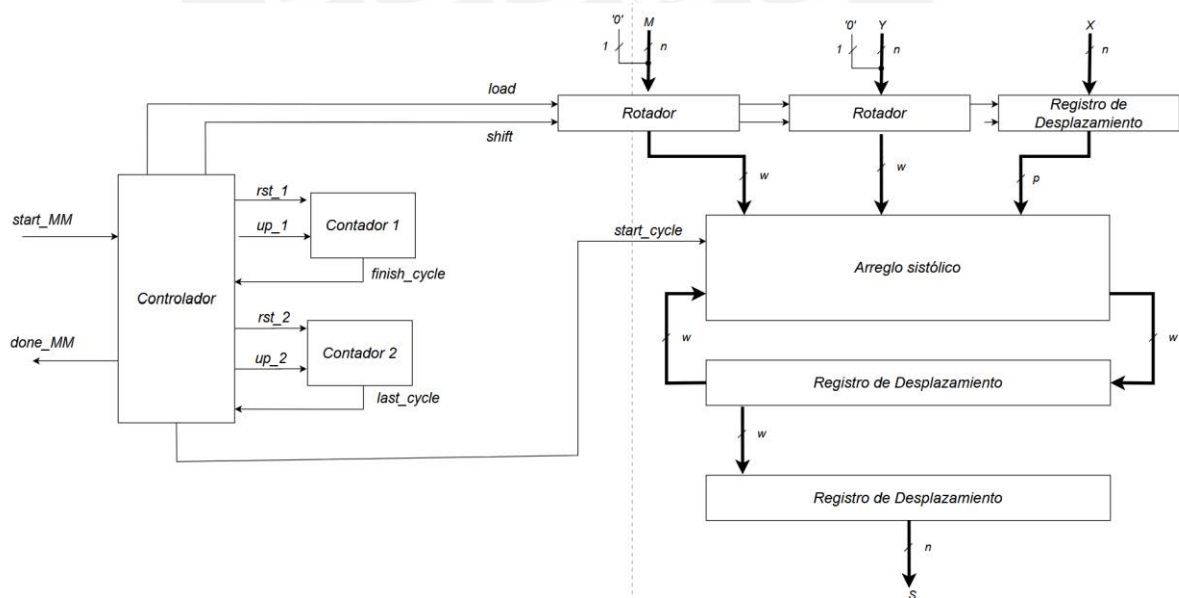 '0' M
1 n
'0' Y
1 n
X
n
load
shift
Rotador
Rotador
Registro de
Desplazamiento
w
w
p
start_MM
done_MM
Controlador
rst_1
up_1
Contador 1
finish_cycle
rst_2
up_2
Contador 2
last_cycle
start_cycle
Arreglo sistólico
w
w
Registro de Desplazamiento
w
Registro de Desplazamiento
n
S